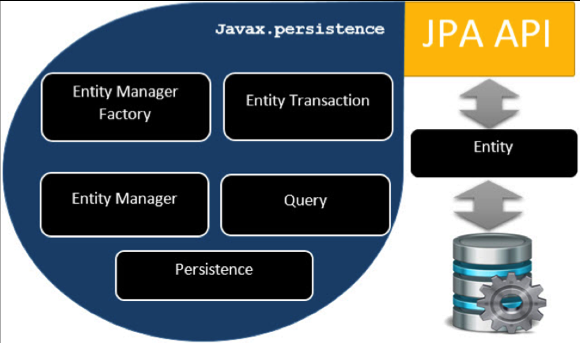 Javax.persistence
JPA API
Entity Manager
Factory
Entity Transaction
Entity
Entity Manager
Query
Persistence